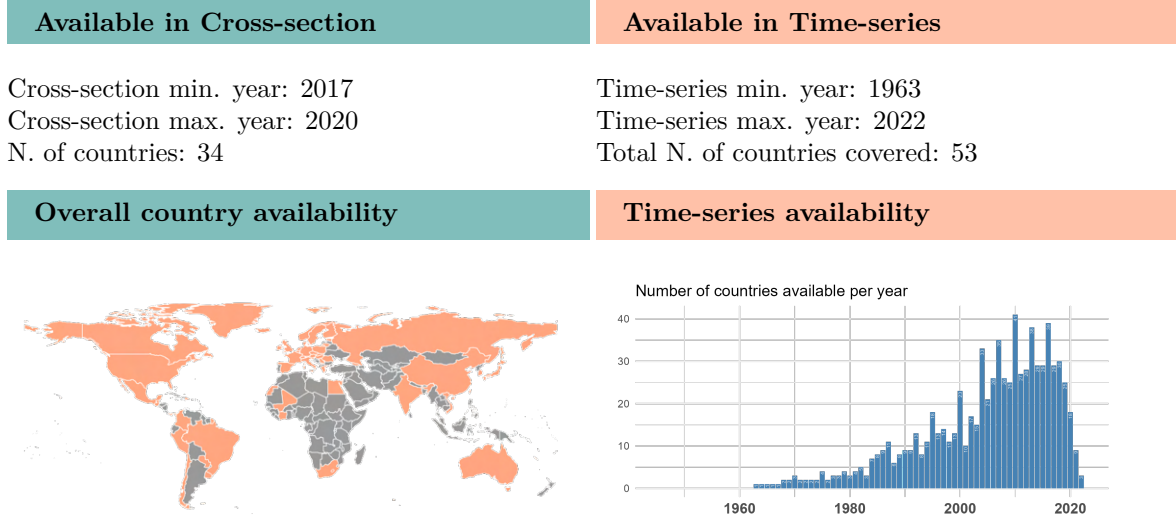 Available in Cross-section
Cross-section min. year: 2017
Cross-section max. year: 2020
N. of countries: 34
Available in Time-series
Time-series min. year: 1963
Time-series max. year: 2022
Total N. of countries covered: 53
Overall country availability
Time-series availability
Number of countries available per year
40
30
20
10
0
1960 1980 2000 2020